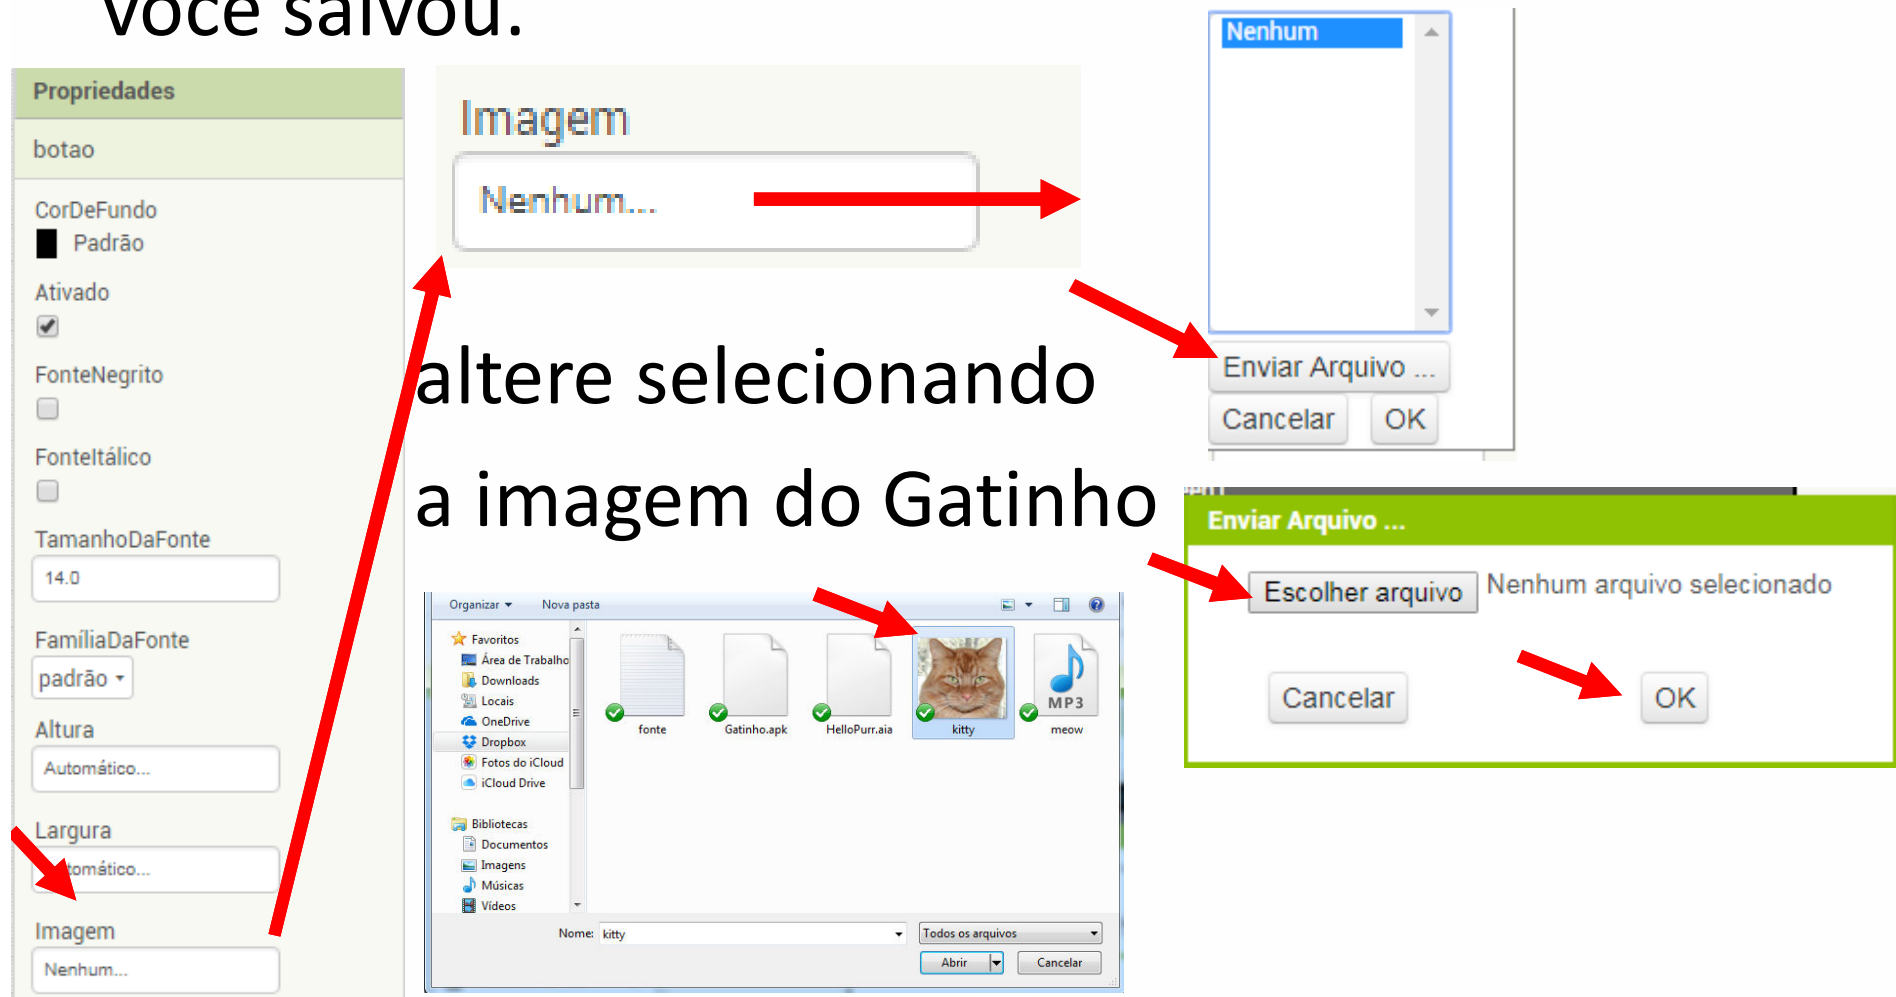 você salvou.
Propriedades
botao
CorDeFundo
Padrão
Ativado
FonteNegrito
FonteItálico
TamanhoDaFonte
14.0
FamíliaDaFonte
padrão
Altura
Automático...
Largura
tomático...
Imagem
Nenhum...
Imagem
Nenhum...
altere selecionando
a imagem do Gatinho
Nenhum
Enviar Arquivo ...
Cancelar
OK
Enviar Arquivo ...
Escolher arquivo
Nenhum arquivo selecionado
Cancelar
OK
Organizar
Nova pasta
Favoritos
Área de Trabalho
Downloads
Locais
OneDrive
Dropbox
Fotos do iCloud
iCloud Drive
Bibliotecas
Documentos
Imagens
Músicas
Vídeos
fonte
Gatinho.apk
HelloPurr.aia
kitty
MP3
meow
Nome: kitty
Todos os arquivos
Abrir
Cancelar